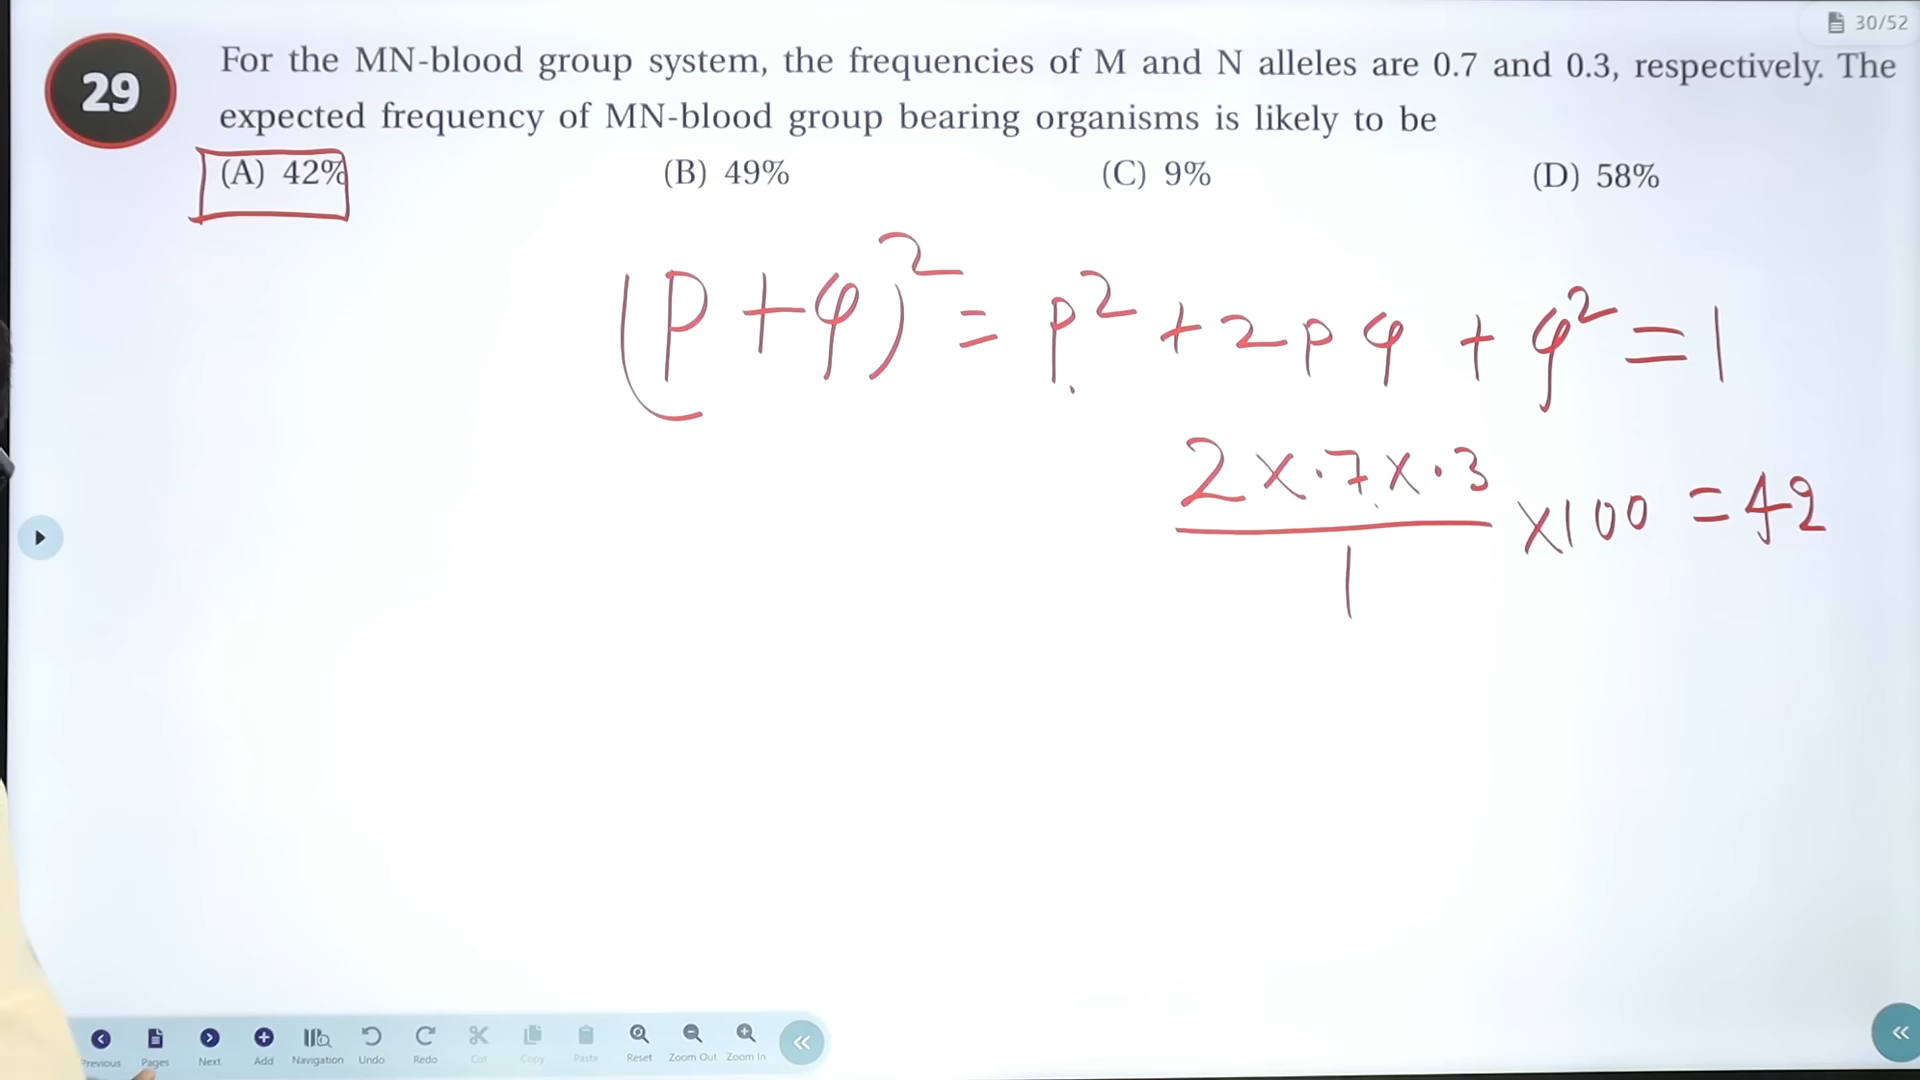 30/52
29
For the MN-blood group system, the frequencies of M and N alleles are 0.7 and 0.3, respectively. The
expected frequency of MN-blood group bearing organisms is likely to be
(A) 42%
(B) 49%
(C) 9%
(D) 58%
(P+q)² = p² + 2pq + q² = 1
2 x .7 x .3
1
x100 = 42
Previous
Pages
Next
Add
Navigation
Undo
Redo
Cut
Copy
Paste
Reset
Zoom Out
Zoom In